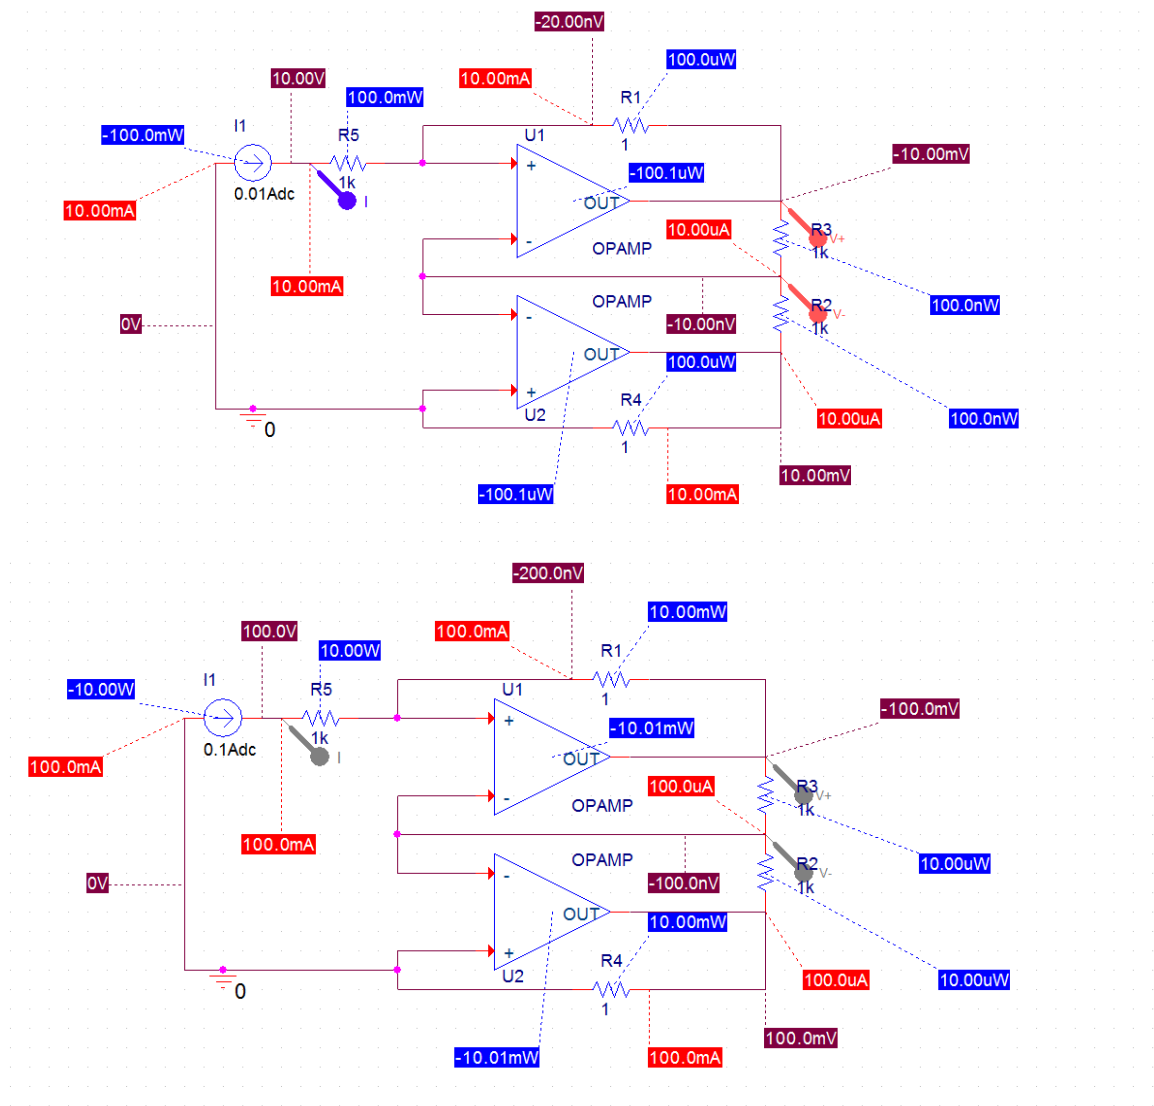 -20.00nV
100.0uW
10.00V
10.00mA
100.0mW
R1
I1
-100.0mW
R5
U1
1
-10.00mV
+
-100.1uW
1k
0.01Adc
I
OUT
10.00mA
10.00uA
R3
V+
-
OPAMP
1k
10.00mA
OPAMP
R2
100.0nW
-
V-
0V
-10.00nV
1k
OUT
100.0uW
+
R4
U2
10.00uA
100.0nW
0
1
10.00mV
-100.1uW
10.00mA
-200.0nV
10.00mW
100.0V
100.0mA
10.00W
R1
I1
-10.00W
R5
U1
1
-100.0mV
+
-10.01mW
1k
0.1Adc
I
OUT
100.0mA
100.0uA
R3
V+
-
OPAMP
1k
100.0mA
OPAMP
R2
10.00uW
-
V-
0V
-100.0nV
1k
OUT
10.00mW
+
R4
U2
100.0uA
10.00uW
0
1
100.0mV
-10.01mW
100.0mA